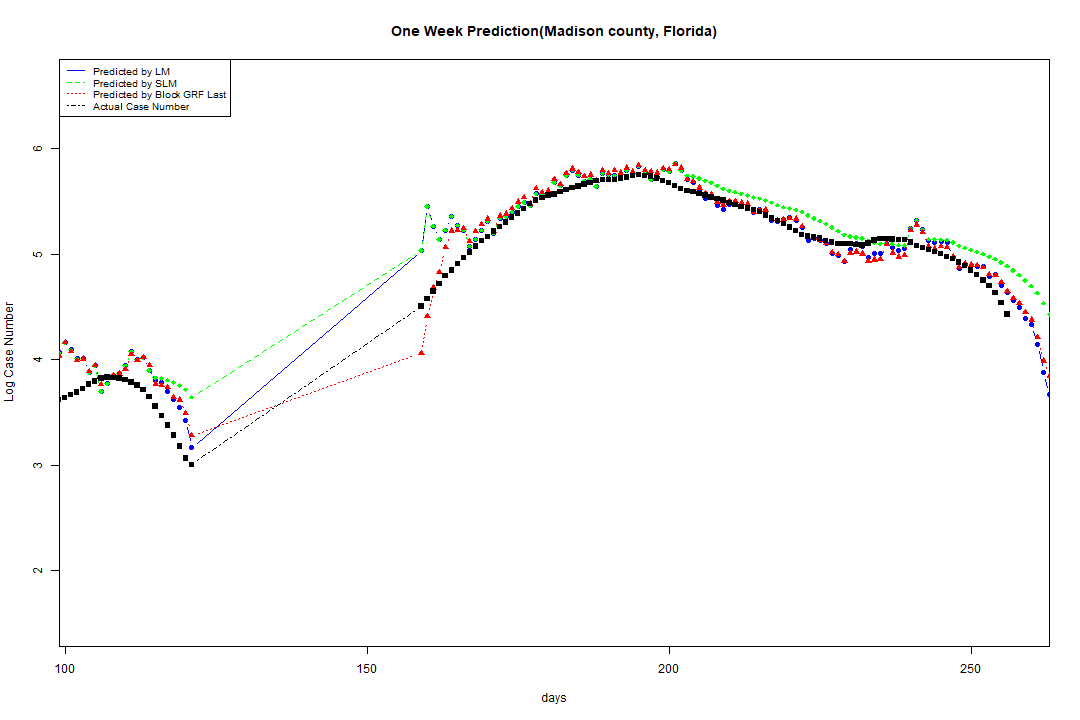 One Week Prediction(Madison county, Florida)
Predicted by LM
Predicted by SLM
Predicted by Block GRF Last
Actual Case Number
6
5
4
3
2
Log Case Number
100 150 200 250
days